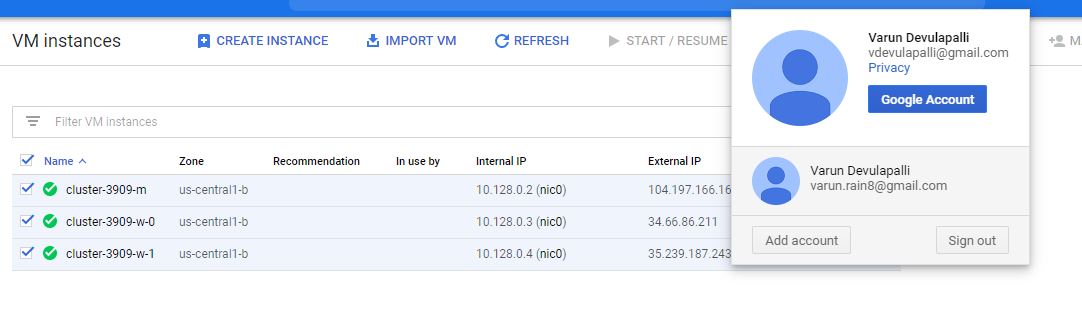 VM instances CREATE INSTANCE IMPORT VM REFRESH START / RESUME
Filter VM instances
Name Zone Recommendation In use by Internal IP External IP
cluster-3909-m us-central1-b 10.128.0.2 (nic0) 104.197.166.16
cluster-3909-w-0 us-central1-b 10.128.0.3 (nic0) 34.66.86.211
cluster-3909-w-1 us-central1-b 10.128.0.4 (nic0) 35.239.187.243
Varun Devulapalli
vdevulapalli@gmail.com
Privacy
Google Account
Varun Devulapalli
varun.rain8@gmail.com
Add account Sign out